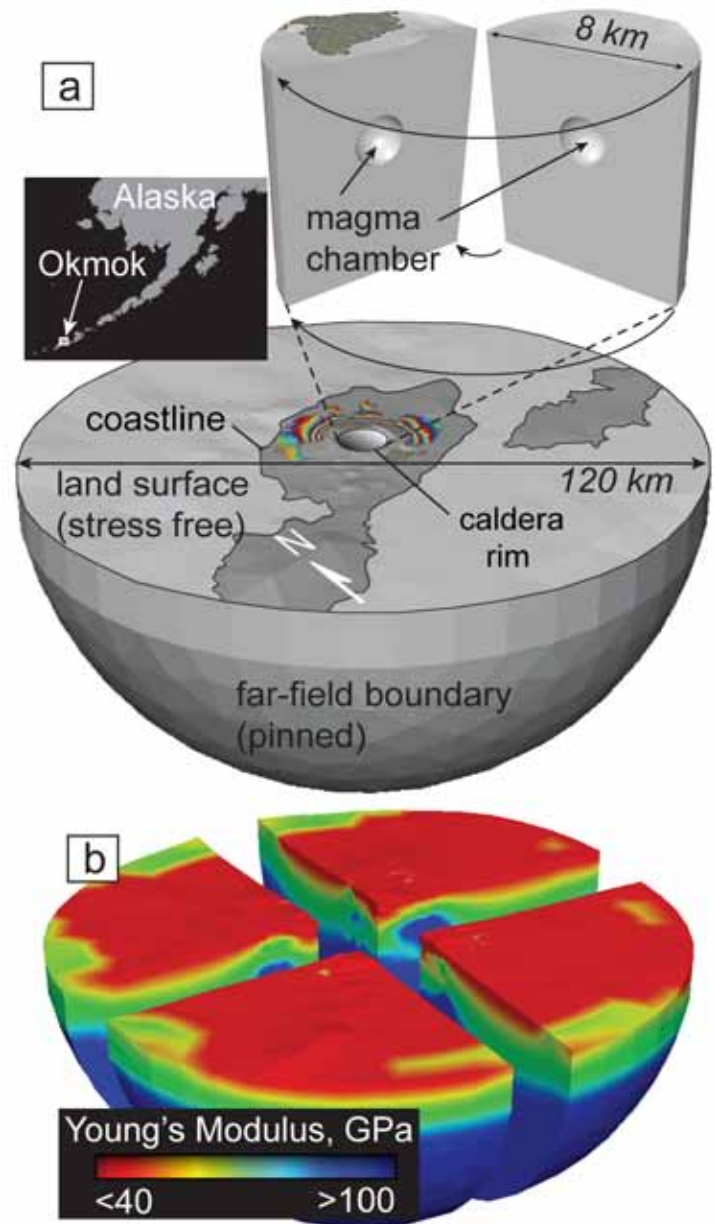 8 km
a
magma
chamber
Alaska
Okmok
coastline
land surface
(stress free)
120 km
caldera
rim
N
far-field boundary
(pinned)
b
Young's Modulus, GPa
<40
>100